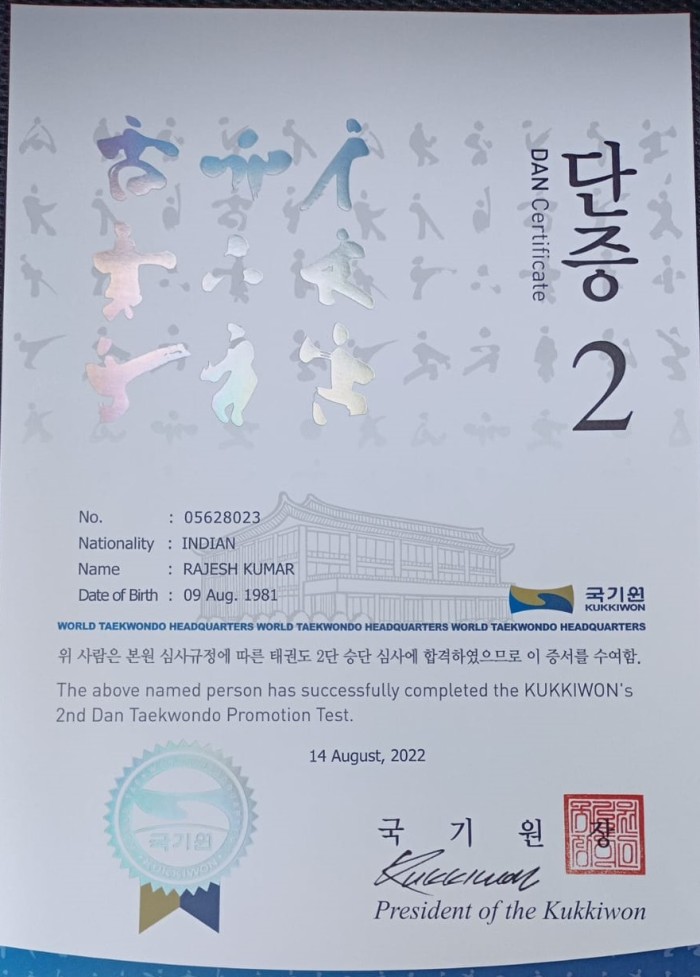 단증
DAN Certificate
2
No. : 05628023
Nationality : INDIAN
Name : RAJESH KUMAR
Date of Birth : 09 Aug. 1981
국기원
KUKKIWON
WORLD TAEKWONDO HEADQUARTERS WORLD TAEKWONDO HEADQUARTERS WORLD TAEKWONDO HEADQUARTERS
위 사람은 본원 심사규정에 따른 태권도 2단 승단 심사에 합격하였으므로 이 증서를 수여함.
The above named person has successfully completed the KUKKIWON's
2nd Dan Taekwondo Promotion Test.
14 August, 2022
국기원
KUKKIWON
국 기 원 장
Kukkiwon
President of the Kukkiwon